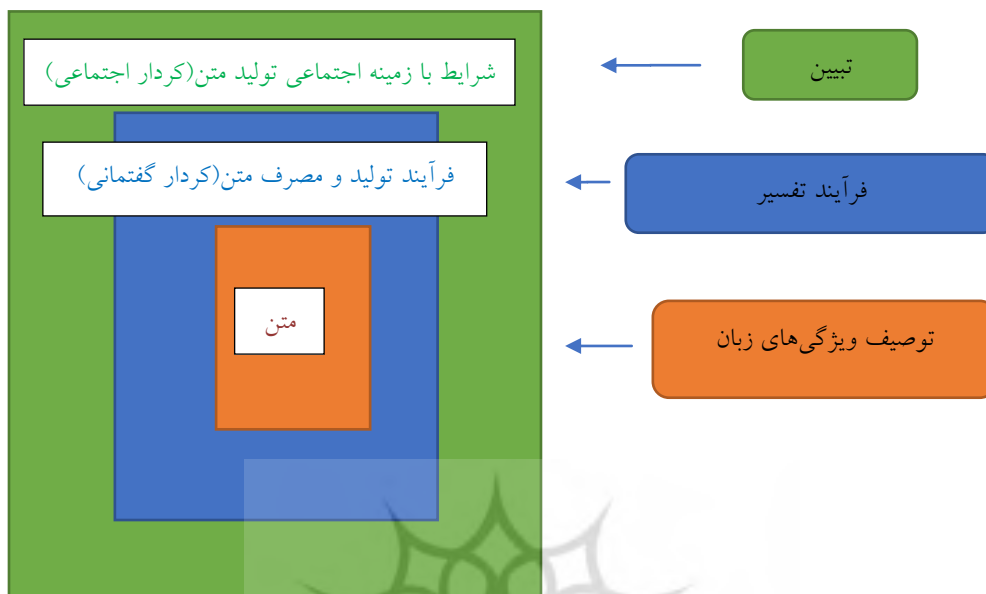 تبیین
شرایط با زمینه اجتماعی تولید متن(کردار اجتماعی)
فرآیند تولید و مصرف متن(کردار گفتمانی)
فرآیند تفسیر
متن
توصیف ویژگی‌های زبان